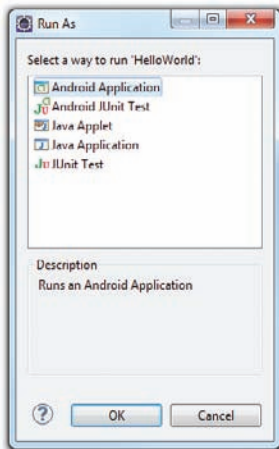 Run As
Select a way to run 'HelloWorld':
Android Application
Android JUnit Test
Java Applet
Java Application
JUnit Test
Description
Runs an Android Application
OK
Cancel